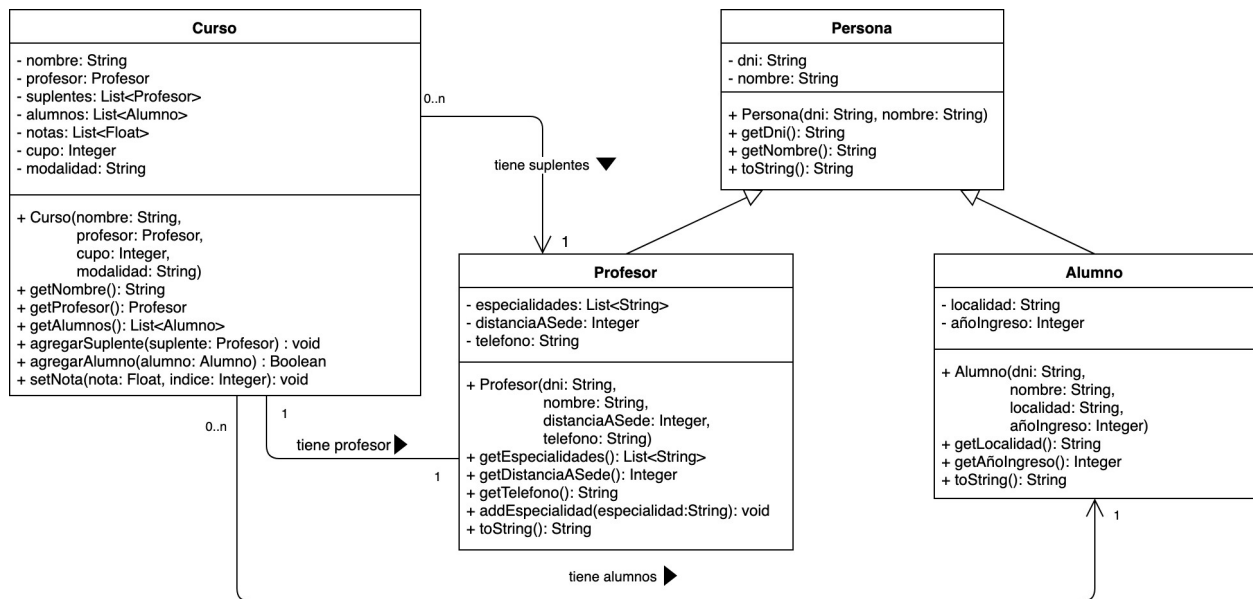 Curso
- nombre: String
- profesor: Profesor
- suplentes: List<Profesor>
- alumnos: List<Alumno>
- notas: List<Float>
- cupo: Integer
- modalidad: String
+ Curso(nombre: String,
profesor: Profesor,
cupo: Integer,
modalidad: String)
+ getNombre(): String
+ getProfesor(): Profesor
+ getAlumnos(): List<Alumno>
+ agregarSuplente(suplente: Profesor) : void
+ agregarAlumno(alumno: Alumno) : Boolean
+ setNota(nota: Float, indice: Integer): void
0..n
tiene suplentes
1
Persona
- dni: String
- nombre: String
+ Persona(dni: String, nombre: String)
+ getDni(): String
+ getNombre(): String
+ toString(): String
Profesor
- especialidades: List<String>
- distanciaASede: Integer
- telefono: String
+ Profesor(dni: String,
nombre: String,
distanciaASede: Integer,
telefono: String)
+ getEspecialidades(): List<String>
+ getDistanciaASede(): Integer
+ getTelefono(): String
+ addEspecialidad(especialidad:String): void
+ toString(): String
Alumno
- localidad: String
- añoIngreso: Integer
+ Alumno(dni: String,
nombre: String,
localidad: String,
añoIngreso: Integer)
+ getLocalidad(): String
+ getAñoIngreso(): Integer
+ toString(): String
0..n
1
tiene profesor
1
tiene alumnos
1